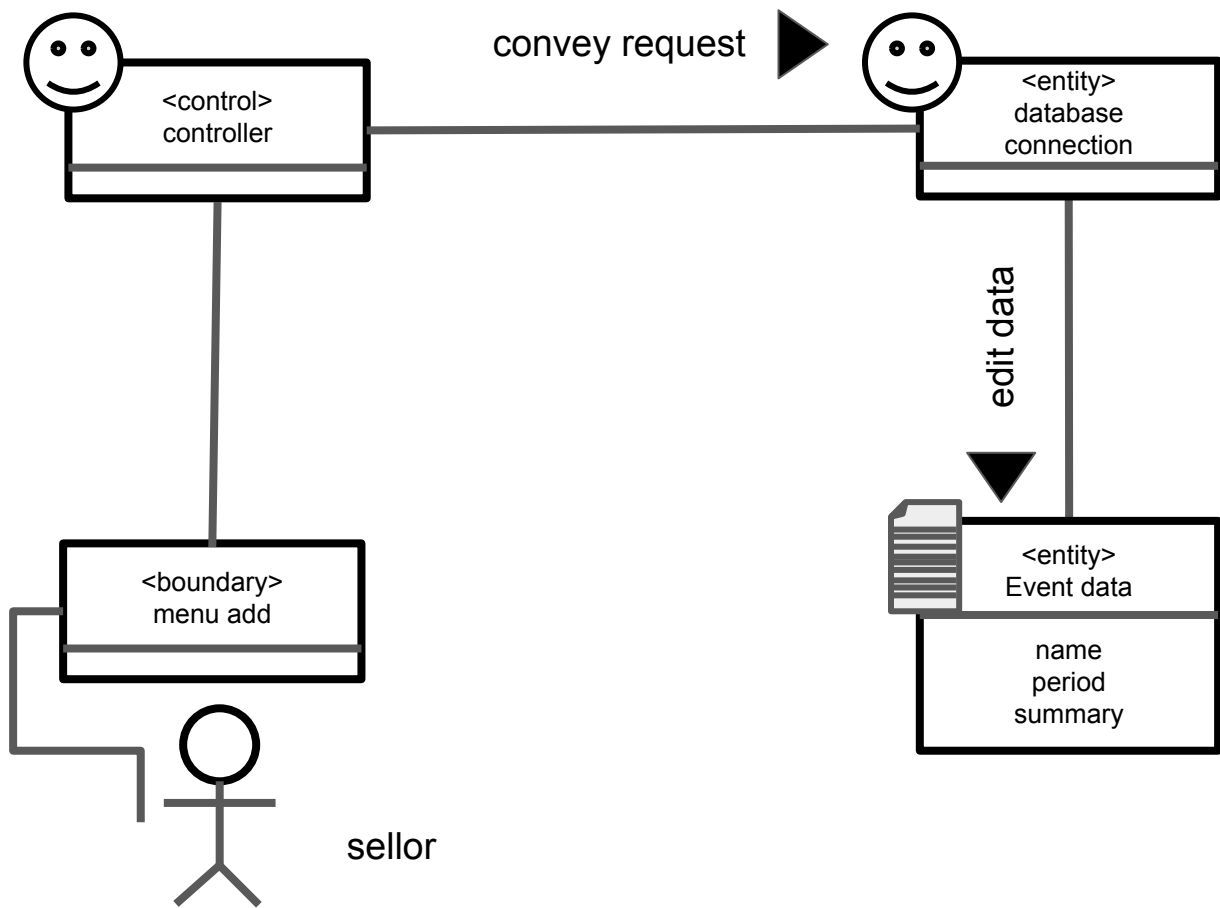 convey request
<control>
controller
<entity>
database
connection
edit data
<boundary>
menu add
<entity>
Event data
name
period
summary
sellor